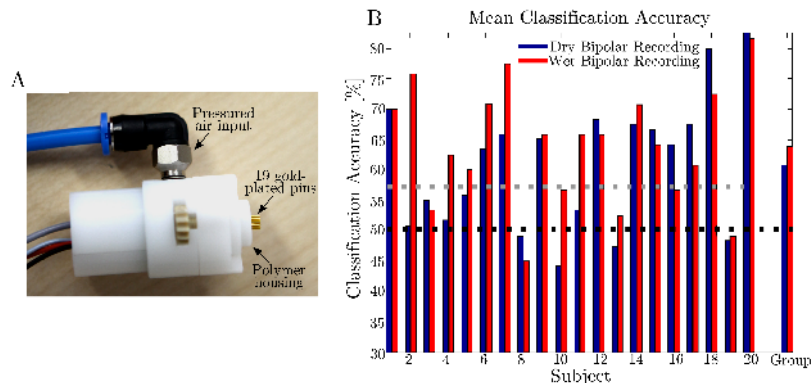 A
Pressured
air input
19 gold-
plated pins
Polymer
housing
B
Mean Classification Accuracy
Dry Bipolar Recording
Wet Bipolar Recording
Classification Accuracy [%]
80
75
70
65
60
55
50
45
40
35
30
2 4 6 8 10 12 14 16 18 20 Group
Subject